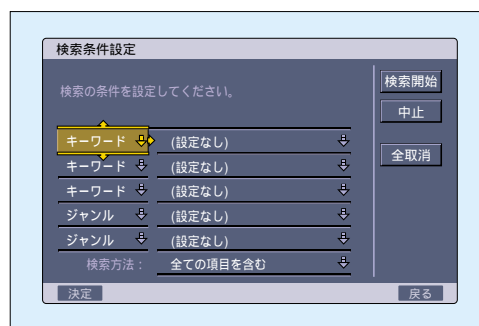 検索条件設定
検索の条件を設定してください。
検索開始
中止
全取消
キーワード (設定なし)
キーワード (設定なし)
キーワード (設定なし)
ジャンル (設定なし)
ジャンル (設定なし)
検索方法： 全ての項目を含む
決定 戻る